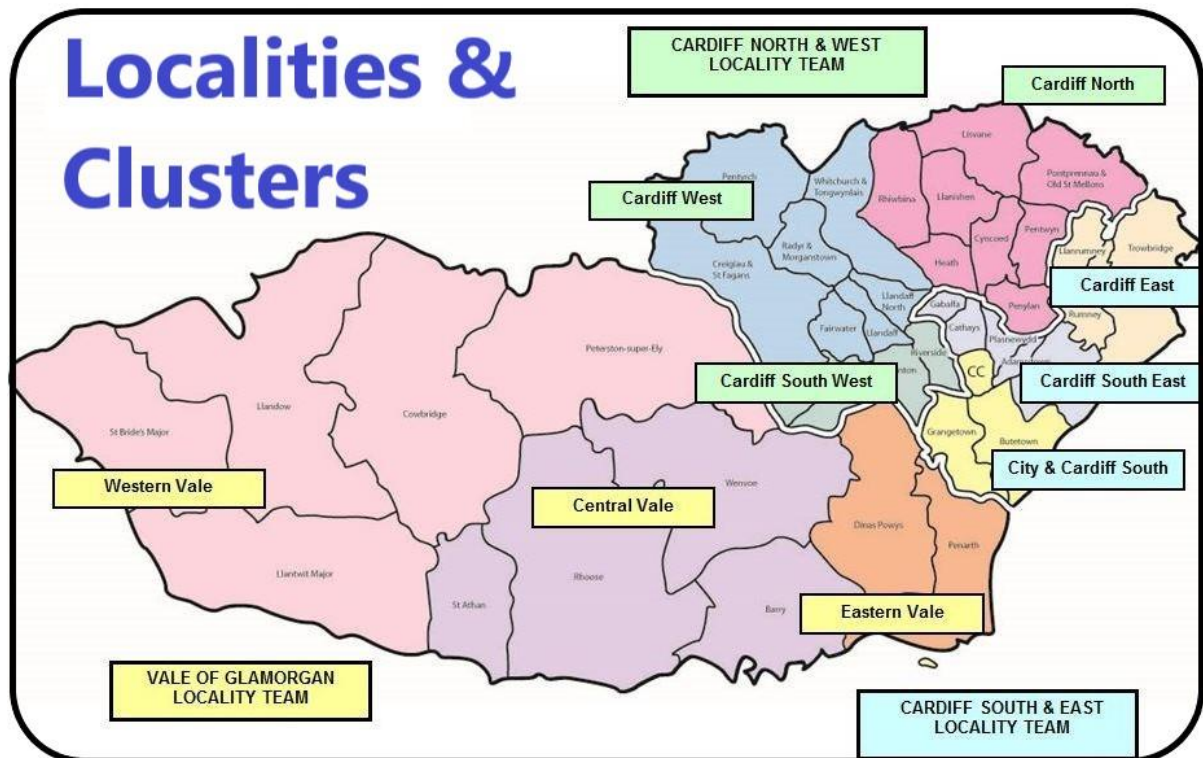 Localities &
Clusters
CARDIFF NORTH & WEST
LOCALITY TEAM
Cardiff North
Lisvane
Pontprennau &
Old St Mellons
Pentyrch
Whitchurch &
Tongwynlais
Rhiwbina
Llanishen
Cardiff West
Cyncoed
Pentwyn
Llanrumney
Trowbridge
Radyr &
Morganstown
Creigiau &
St Fagans
Heath
Cardiff East
Llandaff
North
Gabalfa
Penylan
Rumney
Fairwater
Llandaff
Cathays
Plasnewydd
Peterston-super-Ely
Riverside
Adamstown
CC
Cardiff South West
Cardiff South East
Llandow
Cowbridge
St Bride's Major
Grangetown
Butetown
City & Cardiff South
Western Vale
Central Vale
Wenvoe
Dinas Powys
Penarth
Llantwit Major
St Athan
Rhoose
Barry
Eastern Vale
VALE OF GLAMORGAN
LOCALITY TEAM
CARDIFF SOUTH & EAST
LOCALITY TEAM